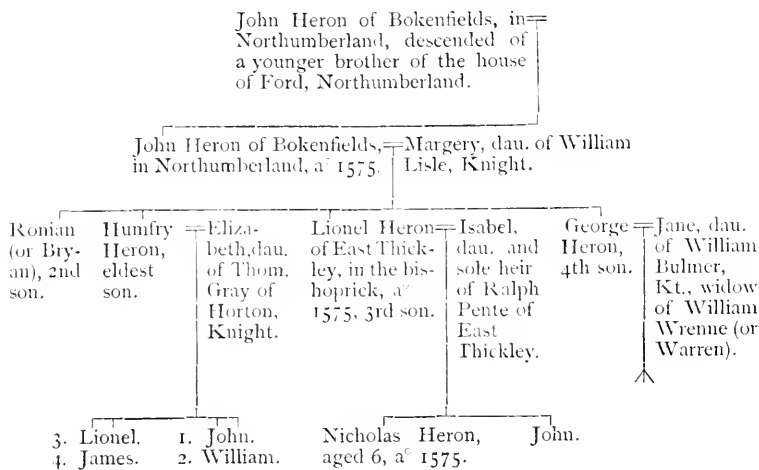 John Heron of Bokenfields, in
Northumberland, descended of
a younger brother of the house
of Ford, Northumberland.
John Heron of Bokenfields,
in Northumberland, aº 1575.
Margery, dau. of William
Lisle, Knight.
Ronian
(or Bry-
an), 2nd
son.
Humfry
Heron,
eldest
son.
Eliza-
beth, dau.
of Thom.
Gray of
Horton,
Knight.
Lionel Heron
of East Thick-
ley, in the bis-
hoprick, aº
1575, 3rd son.
Isabel,
dau. and
sole heir
of Ralph
Pente of
East
Thickley.
George
Heron,
4th son.
Jane, dau.
of William
Bulmer,
Kt., widow
of William
Wrenne (or
Warren).
3. Lionel.
4. James.
1. John.
2. William.
Nicholas Heron,
aged 6, aº 1575.
John.